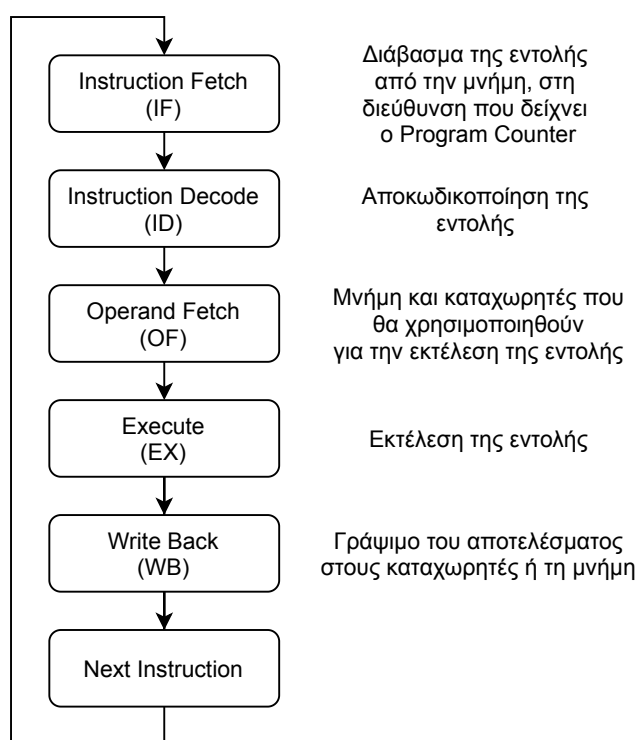 Instruction Fetch
(IF)
Διάβασμα της εντολής
από την μνήμη, στη
διεύθυνση που δείχνει
ο Program Counter
Instruction Decode
(ID)
Αποκωδικοποίηση της
εντολής
Operand Fetch
(OF)
Μνήμη και καταχωρητές που
θα χρησιμοποιηθούν
για την εκτέλεση της εντολής
Execute
(EX)
Εκτέλεση της εντολής
Write Back
(WB)
Γράψιμο του αποτελέσματος
στους καταχωρητές ή τη μνήμη
Next Instruction